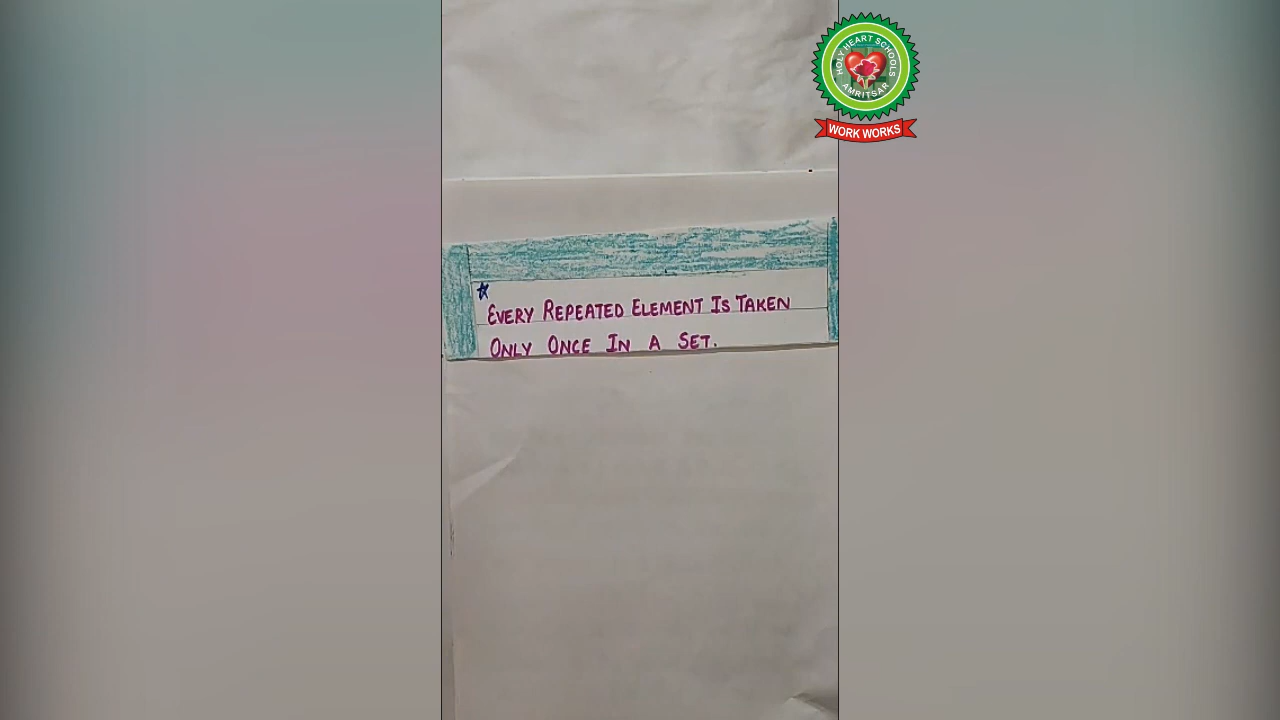 HOLY HEART SCHOOLS
AMRITSAR
WORK WORKS
EVERY REPEATED ELEMENT IS TAKEN
ONLY ONCE IN A SET.